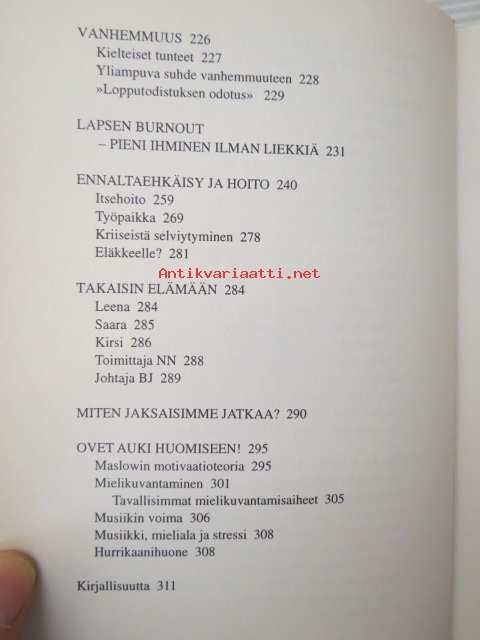 VANHEMMUUS 226
Kielteiset tunteet 227
Yliampuva suhde vanhemmuuteen 228
»Lopputodistuksen odotus» 229
LAPSEN BURNOUT
– PIENI IHMINEN ILMAN LIEKKIÄ 231
ENNALTAEHKÄISY JA HOITO 240
Itsehoito 259
Työpaikka 269
Kriiseistä selviytyminen 278
Eläkkeelle? 281
Antikvariaatti.net
TAKAISIN ELÄMÄÄN 284
Leena 284
Saara 285
Kirsi 286
Toimittaja NN 288
Johtaja BJ 289
MITEN JAKSAISIMME JATKAA? 290
OVET AUKI HUOMISEEN! 295
Maslowin motivaatioteoria 295
Mielikuvantaminen 301
Tavallisimmat mielikuvantamisaiheet 305
Musiikin voima 306
Musiikki, mieliala ja stressi 308
Hurrikaanihuone 308
Kirjallisuutta 311